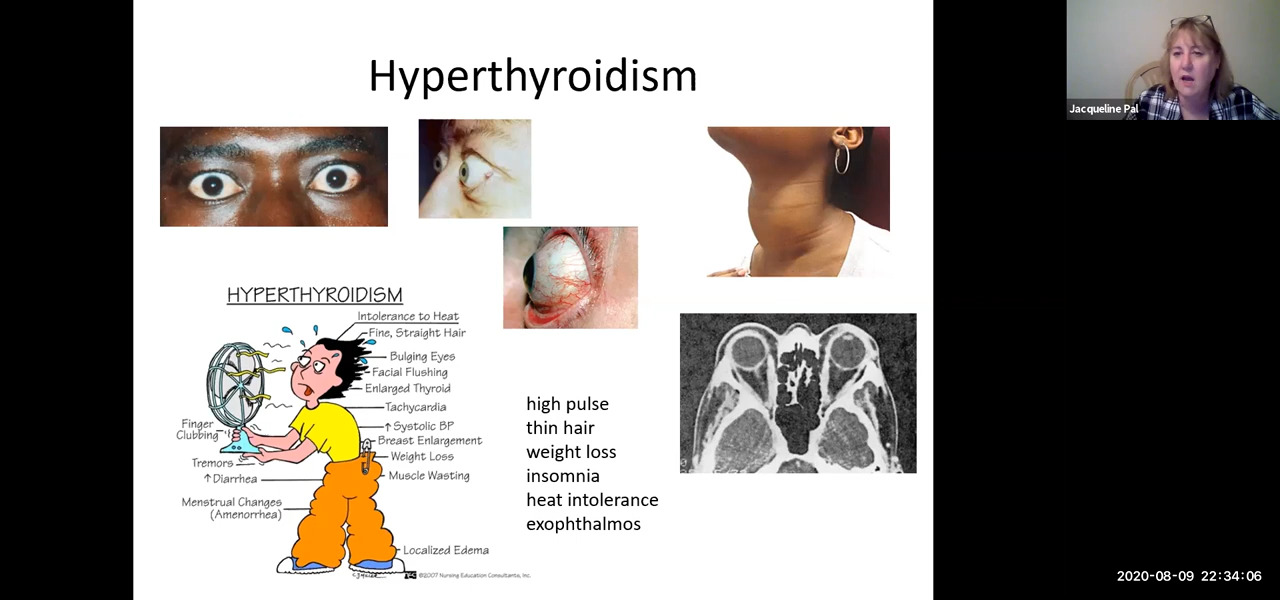 Hyperthyroidism
Jacqueline Pal
HYPERTHYROIDISM
Intolerance to Heat
Fine, Straight Hair
Bulging Eyes
Facial Flushing
Enlarged Thyroid
Tachycardia
↑ Systolic BP
Breast Enlargement
Weight Loss
Muscle Wasting
Localized Edema
Finger
Clubbing
Tremors
↑ Diarrhea
Menstrual Changes
(Amenorrhea)
©2007 Nursing Education Consultants, Inc.
high pulse
thin hair
weight loss
insomnia
heat intolerance
exophthalmos
2020-08-09 22:34:06